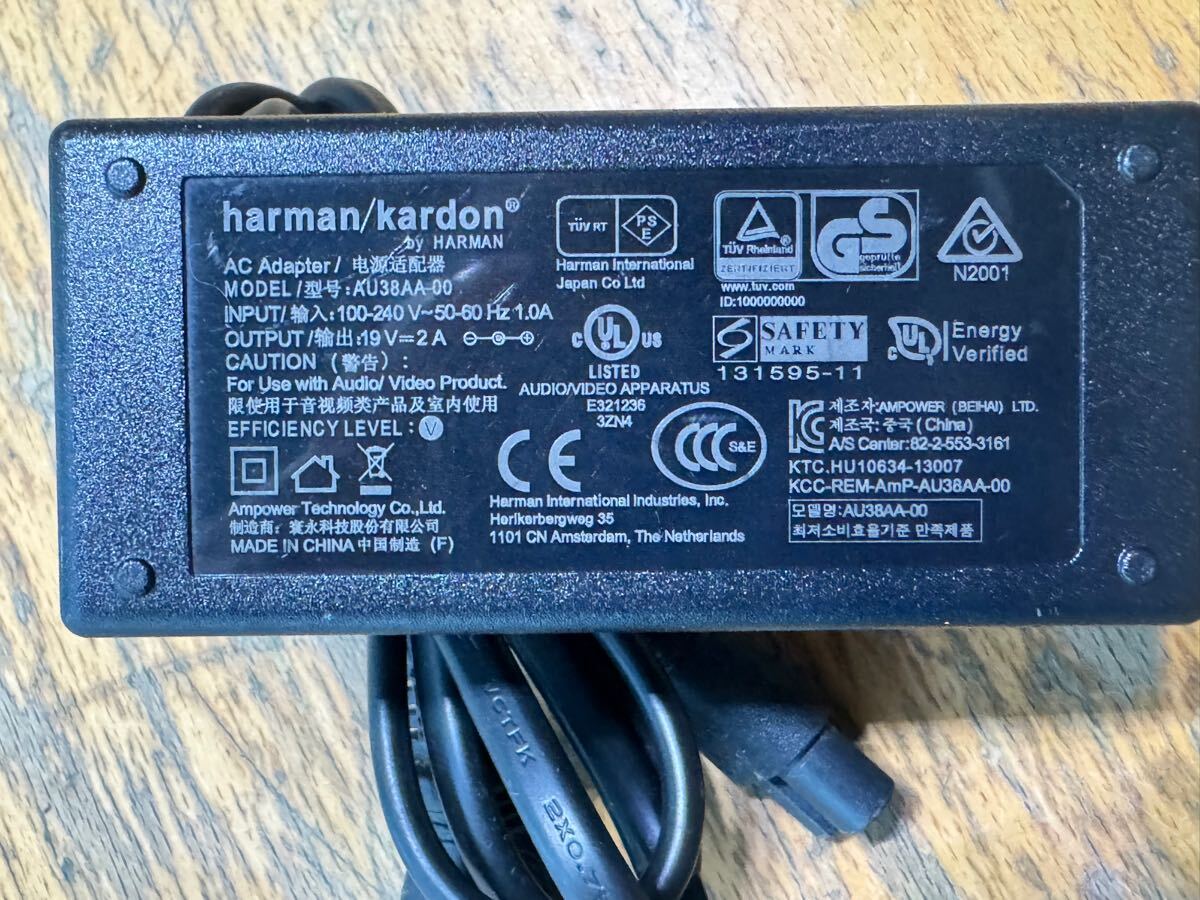 harman/kardon®
by HARMAN
AC Adapter / 电源适配器
MODEL /型号: AU38AA-00
INPUT/ 输入:100-240 V~50-60 Hz 1.0A
OUTPUT /输出:19 V⎓2 A
CAUTION (警告) :
For Use with Audio/ Video Product.
限使用于音视频类产品及室内使用
EFFICIENCY LEVEL : V
Ampower Technology Co.,Ltd.
制造商: 寰永科技股份有限公司
MADE IN CHINA 中国制造 (F)
TÜV RT
PS
E
Harman International
Japan Co Ltd
c UL US
LISTED
AUDIO/VIDEO APPARATUS
E321236
3ZN4
CE
CCC S&E
Harman International Industries, Inc.
Herikerbergweg 35
1101 CN Amsterdam, The Netherlands
TÜV Rheinland®
ZERTIFIZIERT
GS
geprüfte
Sicherheit
www.tuv.com
ID:1000000000
N2001
SAFETY
MARK
131595-11
c UL
Energy
Verified
제조자:AMPOWER (BEIHAI) LTD.
제조국: 중국 ( China)
A/S Center:82-2-553-3161
KTC.HU10634-13007
KCC-REM-AmP-AU38AA-00
모델명:AU38AA-00
최저소비효율기준 만족제품
ICTFK 2X0.7